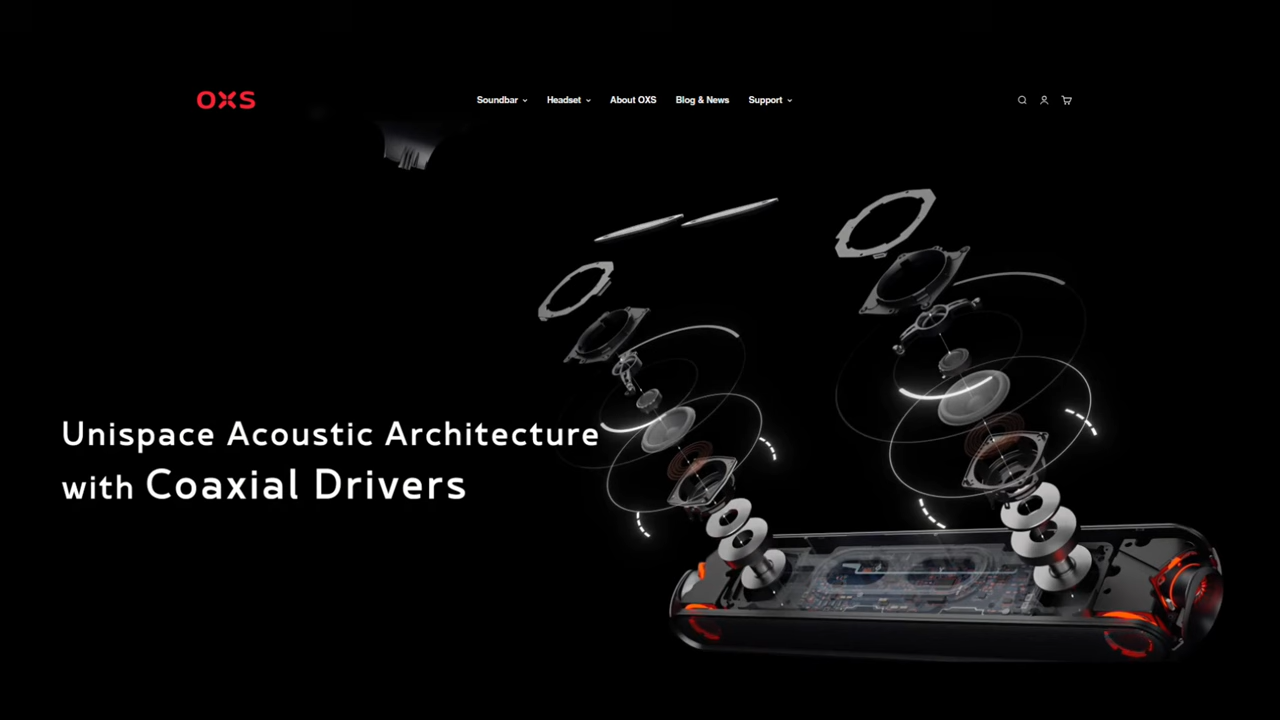 OXS
Soundbar Headset About OXS Blog & News Support
Unispace Acoustic Architecture
with Coaxial Drivers